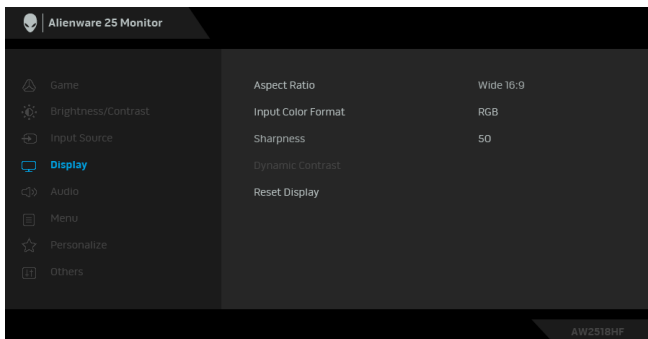 Alienware 25 Monitor
Game
Aspect Ratio Wide 16:9
Brightness/Contrast
Input Color Format RGB
Input Source
Sharpness 50
Display
Dynamic Contrast
Audio
Reset Display
Menu
Personalize
Others
AW2518HF